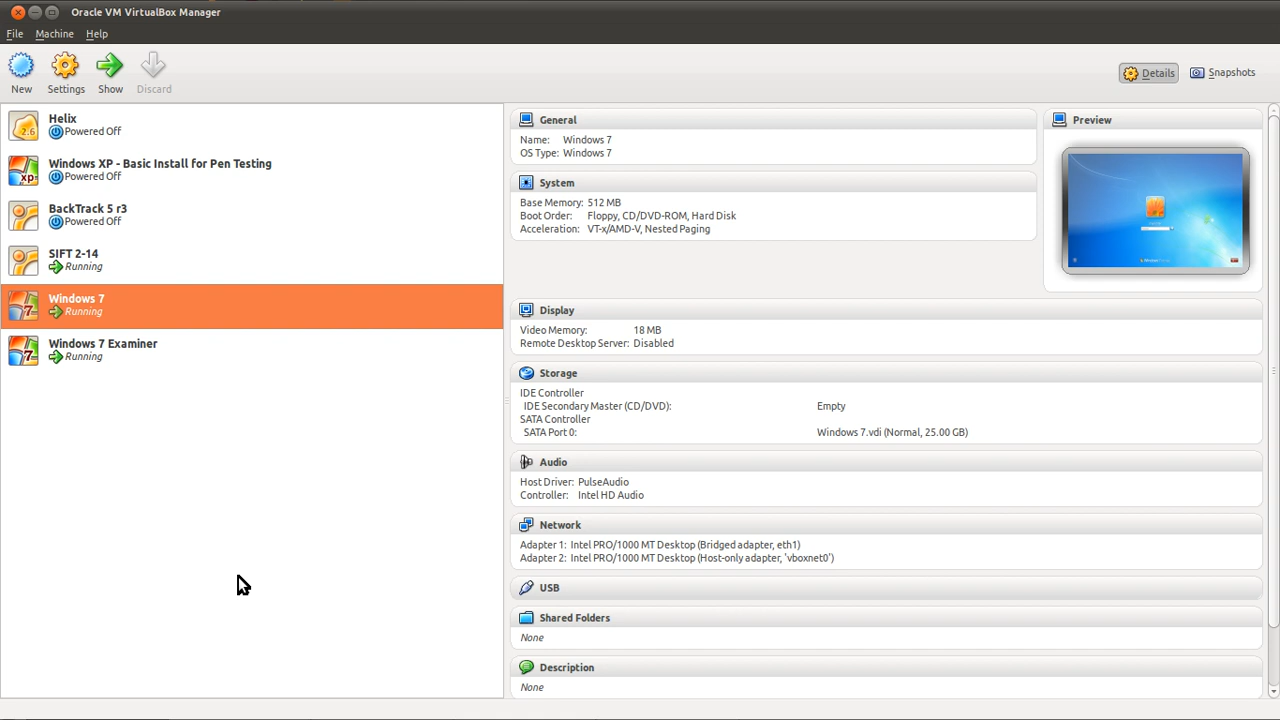 Oracle VM VirtualBox Manager
File Machine Help
New Settings Show Discard
Details Snapshots
Helix
Powered Off
Windows XP - Basic Install for Pen Testing
Powered Off
BackTrack 5 r3
Powered Off
SIFT 2-14
Running
Windows 7
Running
Windows 7 Examiner
Running
General
Name: Windows 7
OS Type: Windows 7
System
Base Memory: 512 MB
Boot Order: Floppy, CD/DVD-ROM, Hard Disk
Acceleration: VT-x/AMD-V, Nested Paging
Preview
Display
Video Memory: 18 MB
Remote Desktop Server: Disabled
Storage
IDE Controller
IDE Secondary Master (CD/DVD): Empty
SATA Controller
SATA Port 0: Windows 7.vdi (Normal, 25.00 GB)
Audio
Host Driver: PulseAudio
Controller: Intel HD Audio
Network
Adapter 1: Intel PRO/1000 MT Desktop (Bridged adapter, eth1)
Adapter 2: Intel PRO/1000 MT Desktop (Host-only adapter, 'vboxnet0')
USB
Shared Folders
None
Description
None